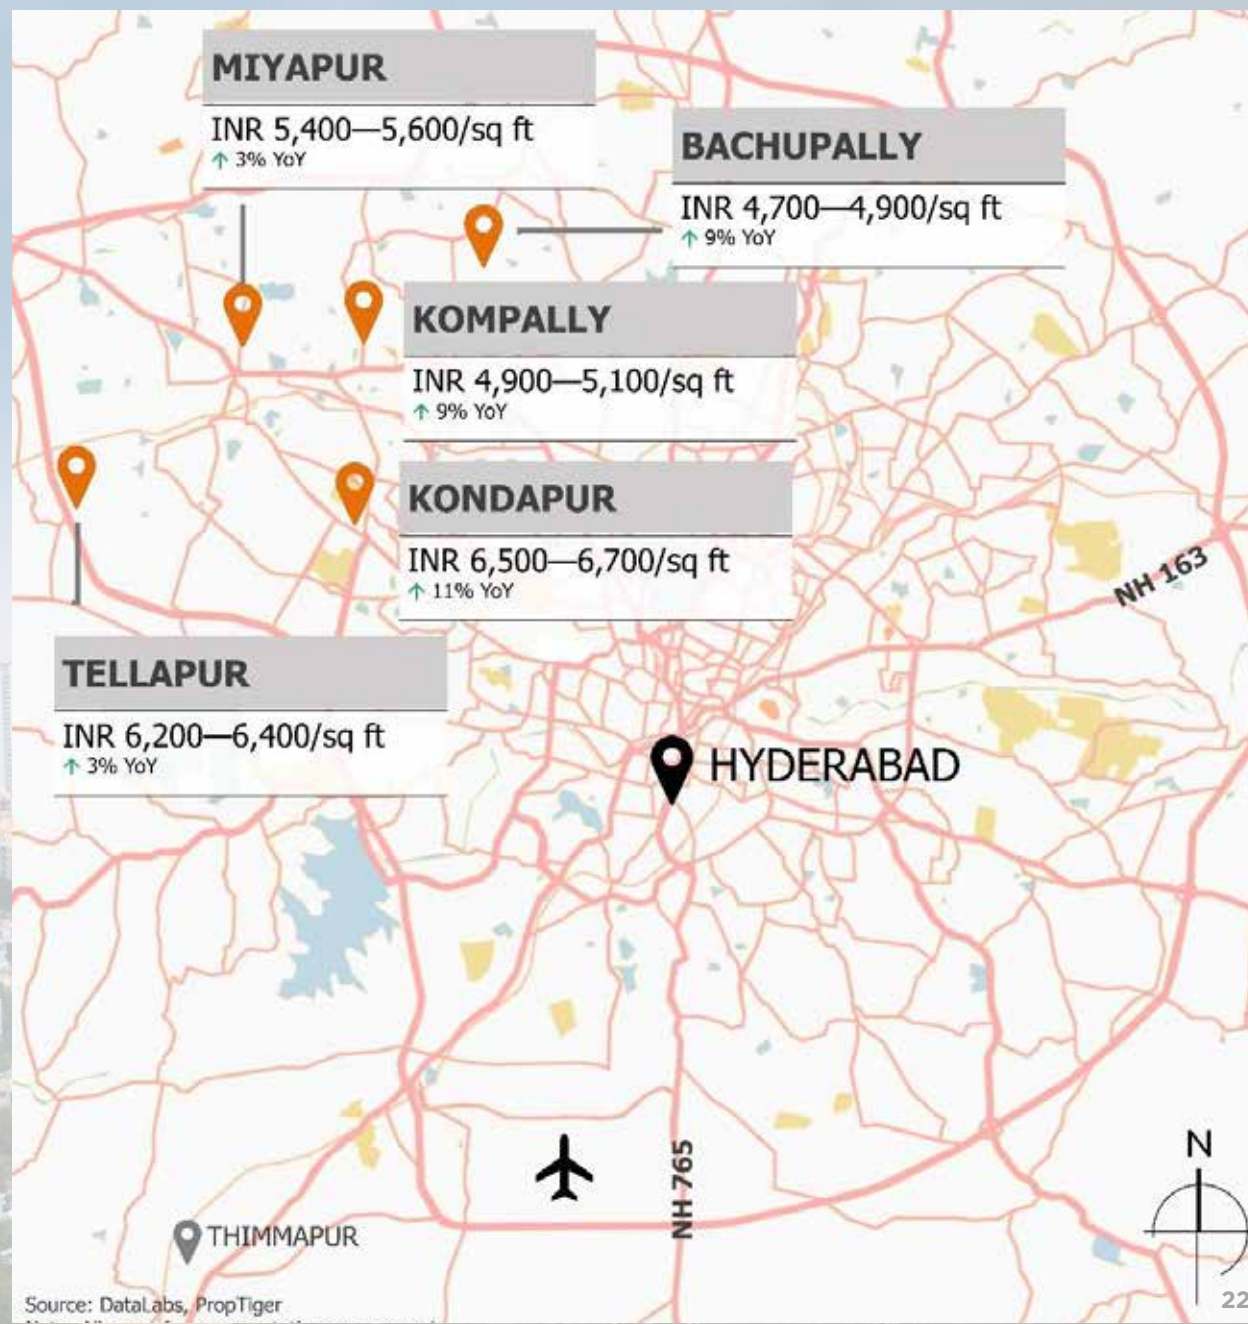 MIYAPUR
INR 5,400—5,600/sq ft
↑ 3% YoY
BACHUPALLY
INR 4,700—4,900/sq ft
↑ 9% YoY
KOMPALLY
INR 4,900—5,100/sq ft
↑ 9% YoY
KONDAPUR
INR 6,500—6,700/sq ft
↑ 11% YoY
NH 163
TELLAPUR
INR 6,200—6,400/sq ft
↑ 3% YoY
HYDERABAD
N
NH 765
THIMMAPUR
Source: DataLabs, PropTiger
22